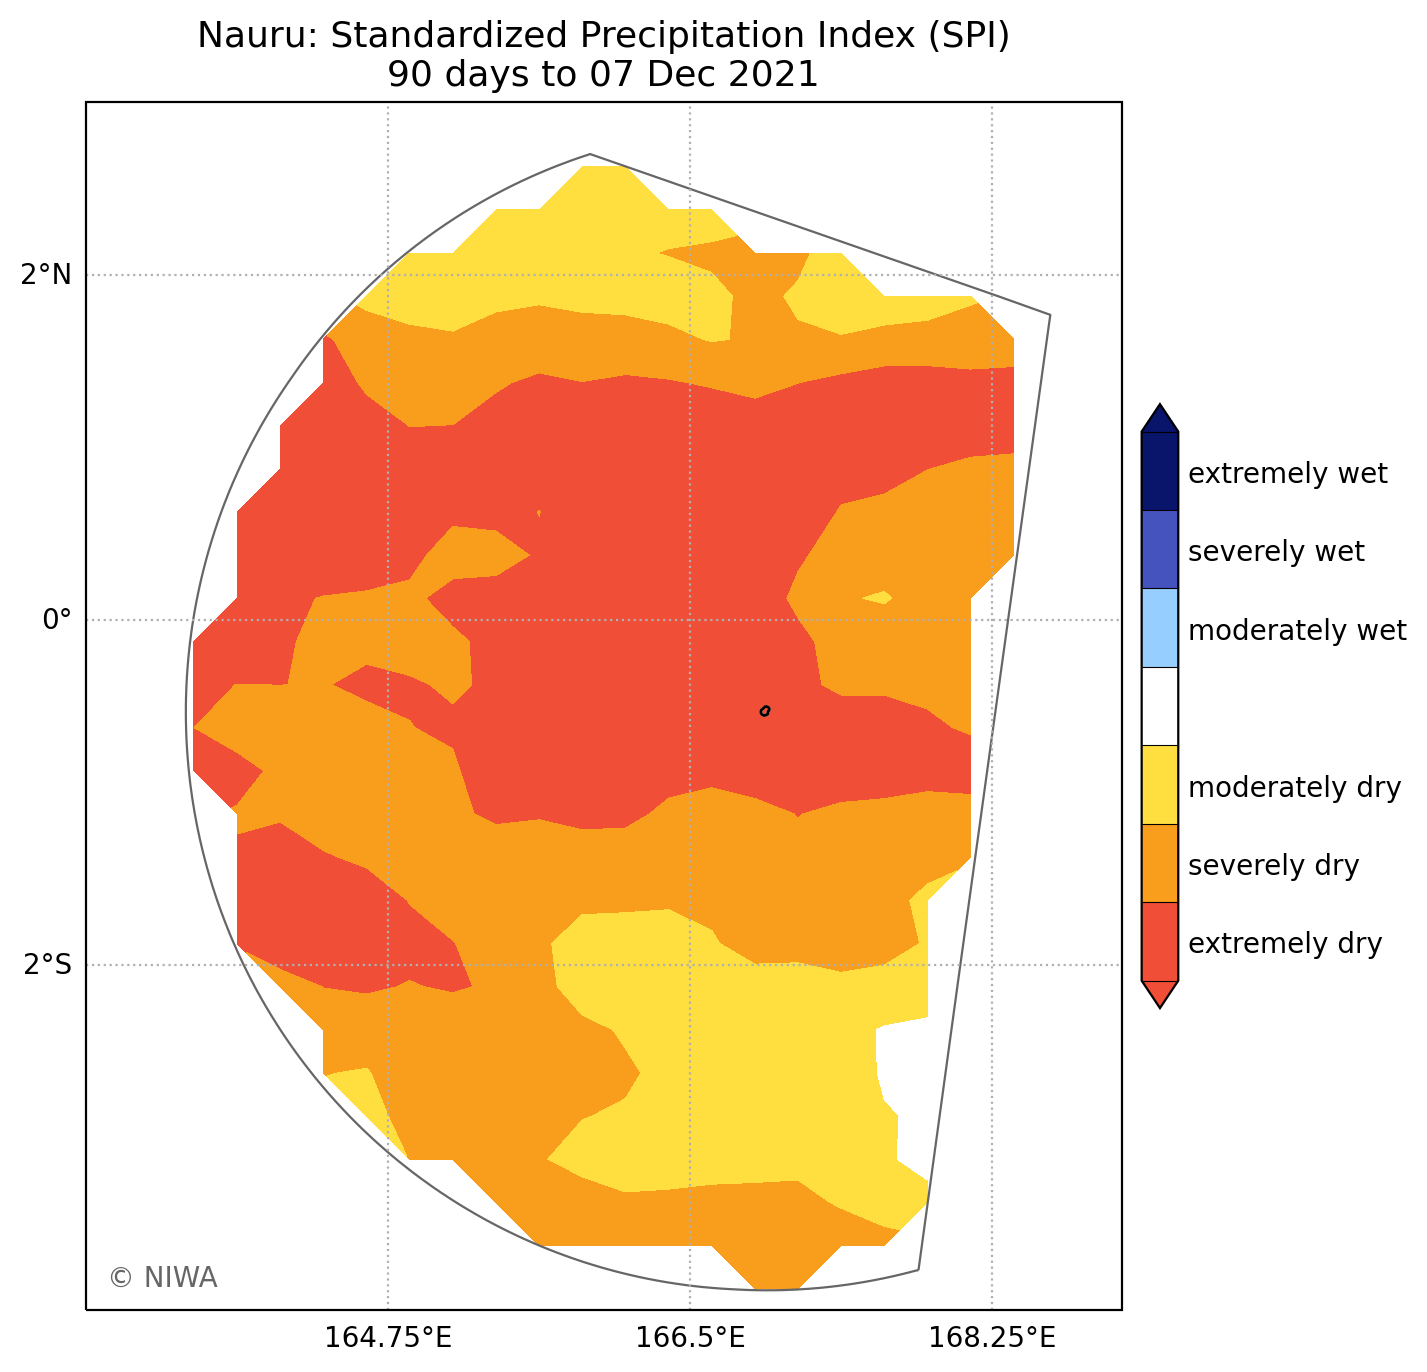 Nauru: Standardized Precipitation Index (SPI)
90 days to 07 Dec 2021
2°N
0°
2°S
164.75°E
166.5°E
168.25°E
extremely wet
severely wet
moderately wet
moderately dry
severely dry
extremely dry
© NIWA